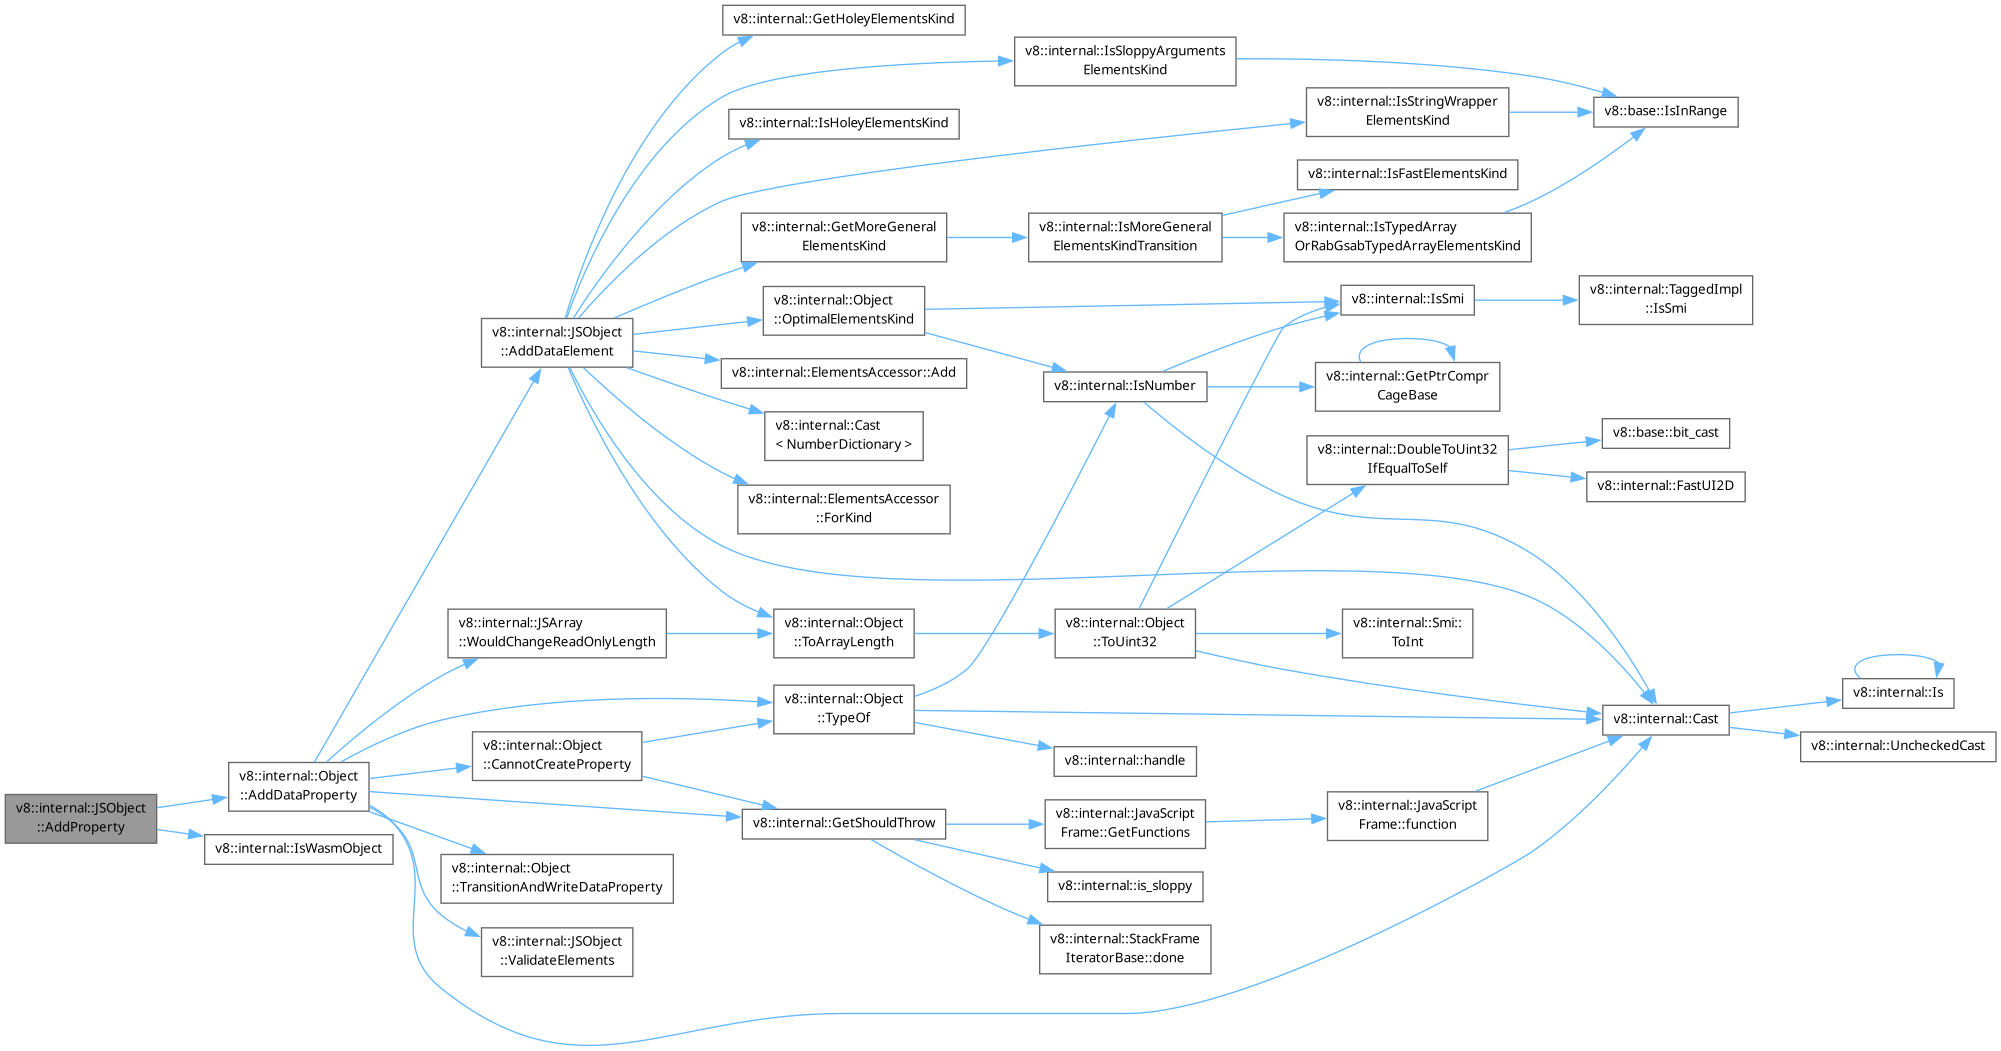 v8::internal::JSObject
::AddProperty
v8::internal::Object
::AddDataProperty
v8::internal::IsWasmObject
v8::internal::JSObject
::AddDataElement
v8::internal::JSArray
::WouldChangeReadOnlyLength
v8::internal::Object
::CannotCreateProperty
v8::internal::Object
::TransitionAndWriteDataProperty
v8::internal::JSObject
::ValidateElements
v8::internal::GetHoleyElementsKind
v8::internal::IsHoleyElementsKind
v8::internal::GetMoreGeneral
ElementsKind
v8::internal::Object
::OptimalElementsKind
v8::internal::ElementsAccessor::Add
v8::internal::Cast
< NumberDictionary >
v8::internal::ElementsAccessor
::ForKind
v8::internal::Object
::ToArrayLength
v8::internal::Object
::TypeOf
v8::internal::GetShouldThrow
v8::internal::IsSloppyArguments
ElementsKind
v8::internal::IsMoreGeneral
ElementsKindTransition
v8::internal::IsNumber
v8::internal::Object
::ToUint32
v8::internal::handle
v8::internal::JavaScript
Frame::GetFunctions
v8::internal::is_sloppy
v8::internal::StackFrame
IteratorBase::done
v8::internal::IsStringWrapper
ElementsKind
v8::internal::IsFastElementsKind
v8::internal::IsTypedArray
OrRabGsabTypedArrayElementsKind
v8::internal::IsSmi
v8::internal::GetPtrCompr
CageBase
v8::internal::DoubleToUint32
IfEqualToSelf
v8::internal::Smi::
ToInt
v8::internal::JavaScript
Frame::function
v8::base::IsInRange
v8::internal::TaggedImpl
::IsSmi
v8::base::bit_cast
v8::internal::FastUI2D
v8::internal::Cast
v8::internal::Is
v8::internal::UncheckedCast